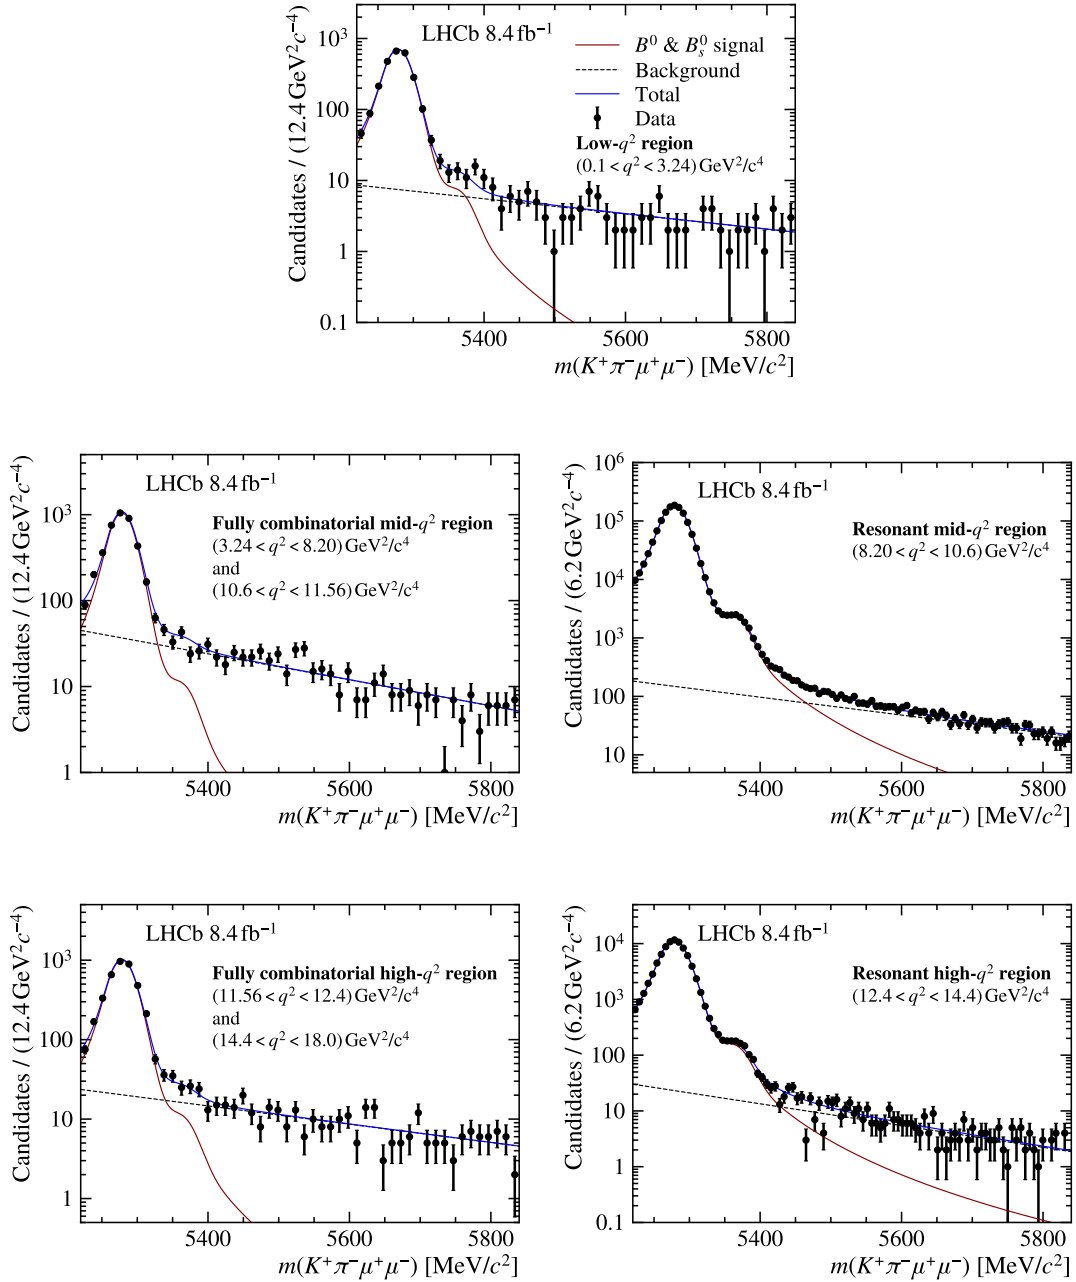 LHCb 8.4 fb⁻¹
B⁰ & B⁰ₛ signal
Background
Total
Data
Low-q² region
(0.1 < q² < 3.24) GeV²/c⁴
Candidates / (12.4 GeV²c⁻⁴)
10³
100
10
1
0.1
5400 5600 5800
m(K⁺π⁻μ⁺μ⁻) [MeV/c²]
LHCb 8.4 fb⁻¹
Fully combinatorial mid-q² region
(3.24 < q² < 8.20) GeV²/c⁴
and
(10.6 < q² < 11.56) GeV²/c⁴
Candidates / (12.4 GeV²c⁻⁴)
10³
100
10
1
5400 5600 5800
m(K⁺π⁻μ⁺μ⁻) [MeV/c²]
LHCb 8.4 fb⁻¹
Resonant mid-q² region
(8.20 < q² < 10.6) GeV²/c⁴
Candidates / (6.2 GeV²c⁻⁴)
10⁶
10⁵
10⁴
10³
100
10
5400 5600 5800
m(K⁺π⁻μ⁺μ⁻) [MeV/c²]
LHCb 8.4 fb⁻¹
Fully combinatorial high-q² region
(11.56 < q² < 12.4) GeV²/c⁴
and
(14.4 < q² < 18.0) GeV²/c⁴
Candidates / (12.4 GeV²c⁻⁴)
10³
100
10
1
5400 5600 5800
m(K⁺π⁻μ⁺μ⁻) [MeV/c²]
LHCb 8.4 fb⁻¹
Resonant high-q² region
(12.4 < q² < 14.4) GeV²/c⁴
Candidates / (6.2 GeV²c⁻⁴)
10⁴
10³
100
10
1
0.1
5400 5600 5800
m(K⁺π⁻μ⁺μ⁻) [MeV/c²]